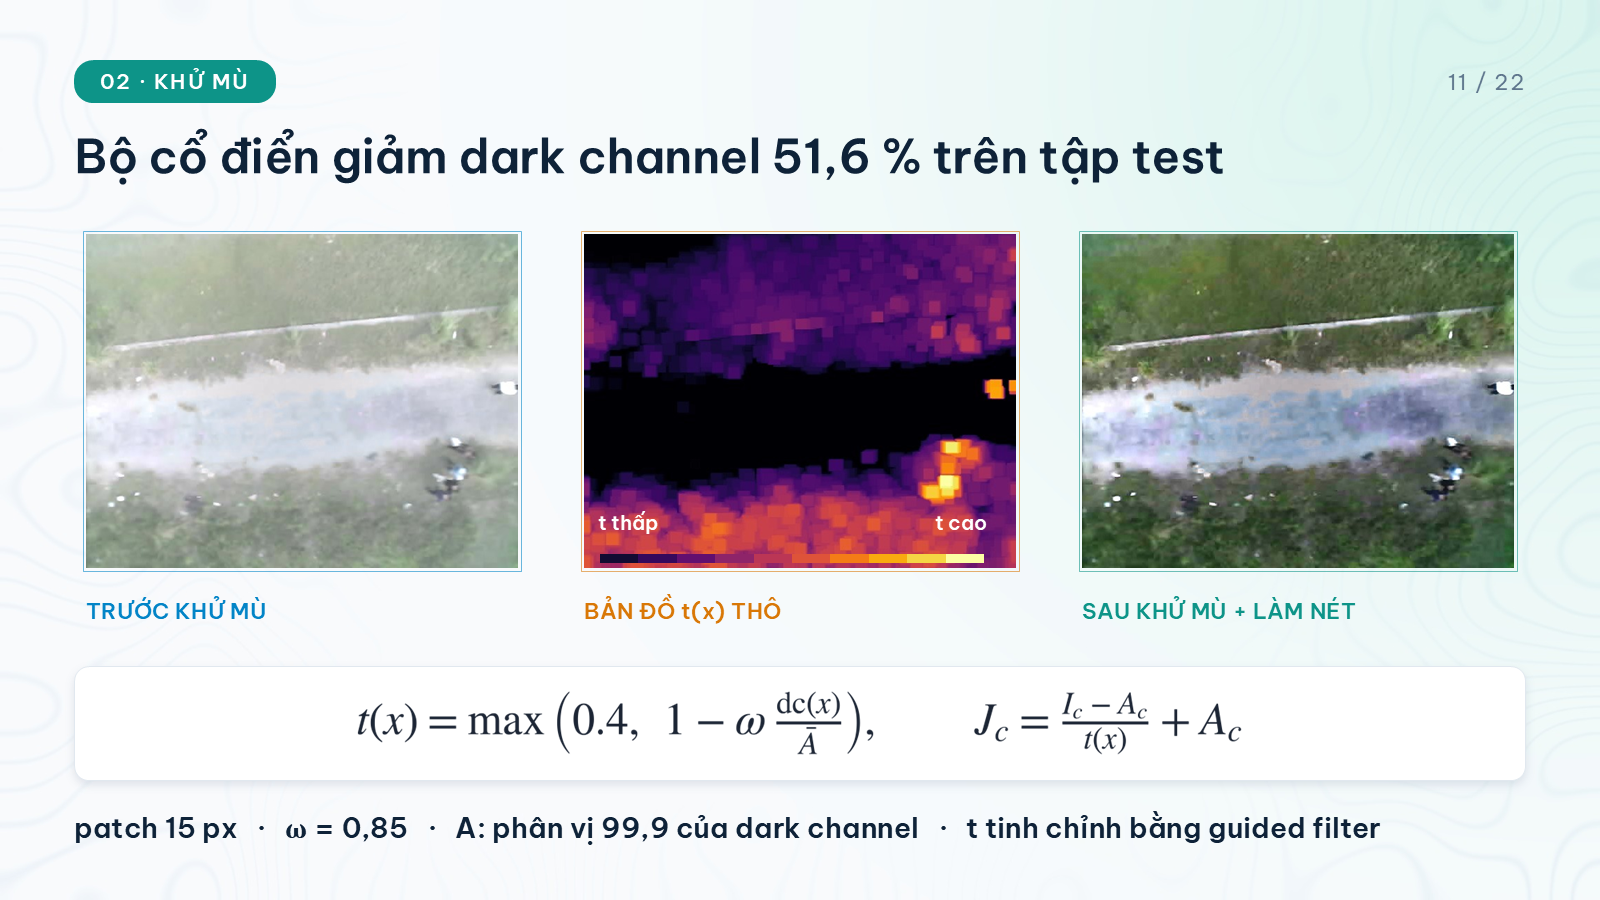 02 · KHỬ MÙ
11 / 22
Bộ cổ điển giảm dark channel 51,6 % trên tập test
t thấp
t cao
TRƯỚC KHỬ MÙ
BẢN ĐỒ t(x) THÔ
SAU KHỬ MÙ + LÀM NÉT
t(x) = max (0.4, 1 − ω dc(x)/Ā), J_c = (I_c − A_c)/t(x) + A_c
patch 15 px · ω = 0,85 · A: phân vị 99,9 của dark channel · t tinh chỉnh bằng guided filter